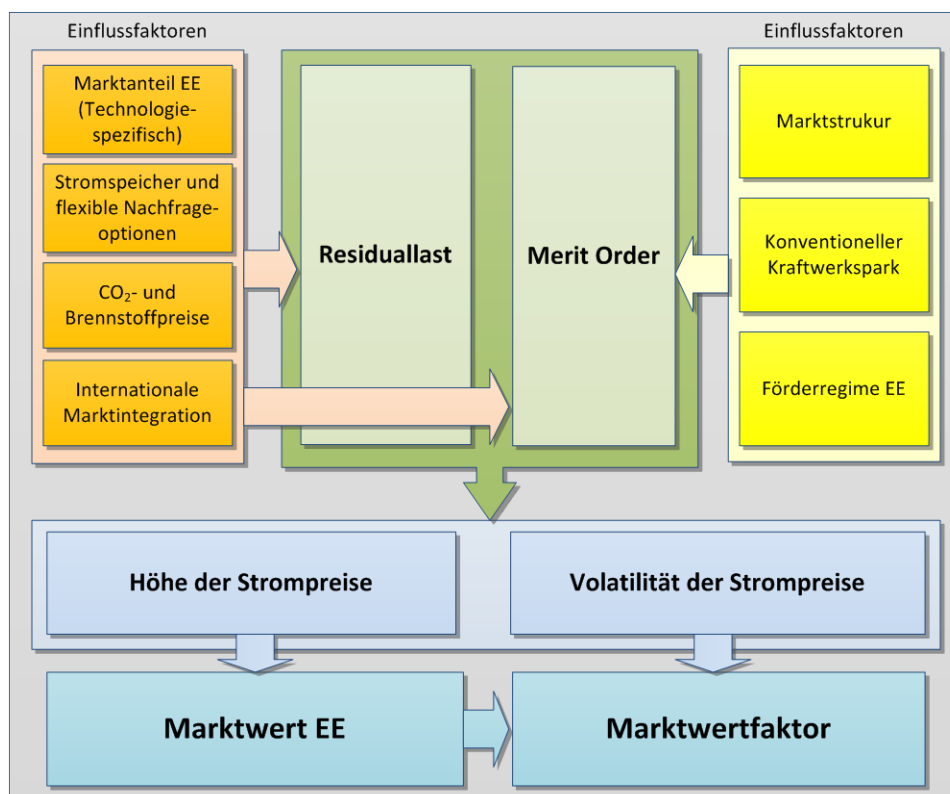 Einflussfaktoren
Marktanteil EE
(Technologie-
spezifisch)
Stromspeicher und
flexible Nachfrage-
optionen
CO₂- und
Brennstoffpreise
Internationale
Marktintegration
Residuallast
Merit Order
Einflussfaktoren
Marktstrukur
Konventioneller
Kraftwerkspark
Förderregime EE
Höhe der Strompreise
Volatilität der Strompreise
Marktwert EE
Marktwertfaktor